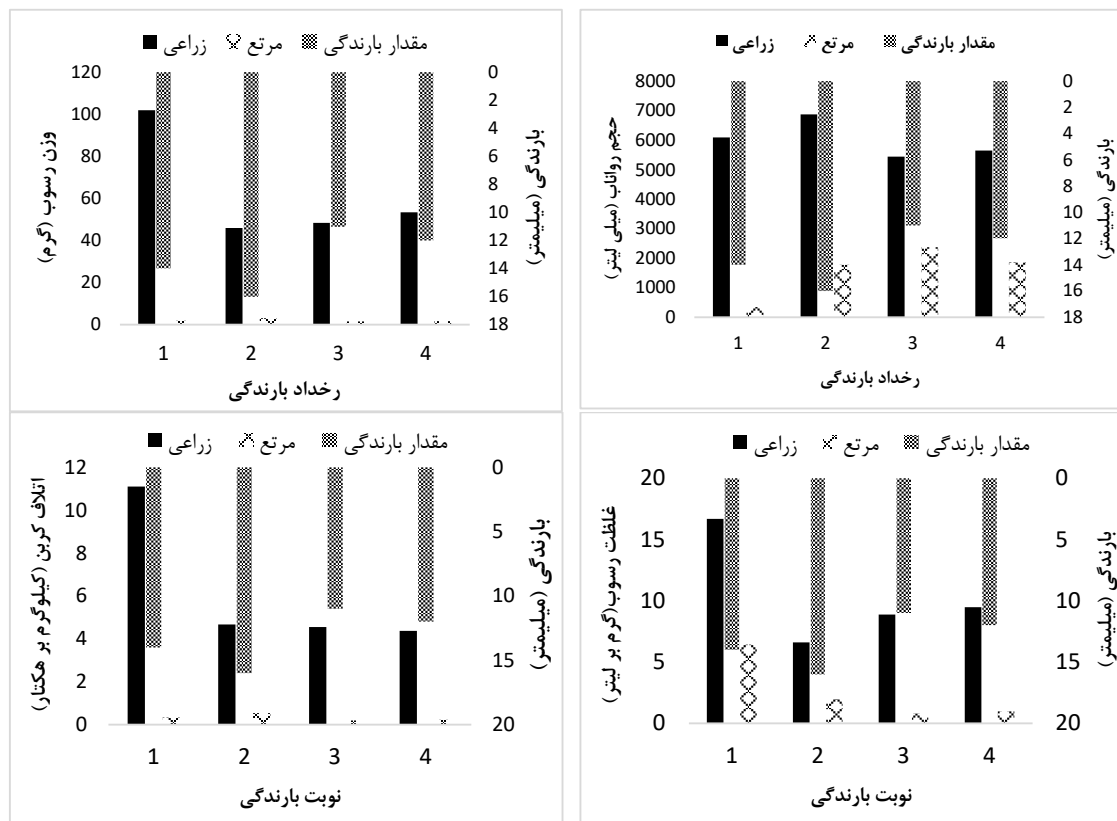 زراعی مرتع مقدار بارندگی
وزن رسوب (گرم)
120
100
80
60
40
20
0
0
2
4
6
8
10
12
14
16
18
بارندگی (میلیمتر)
1 2 3 4
رخداد بارندگی
زراعی مرتع مقدار بارندگی
حجم رواناب (میلی لیتر)
8000
7000
6000
5000
4000
3000
2000
1000
0
0
2
4
6
8
10
12
14
16
18
بارندگی (میلیمتر)
1 2 3 4
رخداد بارندگی
زراعی مرتع مقدار بارندگی
اتلاف کربن (کیلوگرم بر هکتار)
12
10
8
6
4
2
0
0
5
10
15
20
بارندگی (میلیمتر)
1 2 3 4
نوبت بارندگی
زراعی مرتع مقدار بارندگی
غلظت رسوب(گرم بر لیتر)
20
15
10
5
0
0
5
10
15
20
بارندگی (میلیمتر)
1 2 3 4
نوبت بارندگی